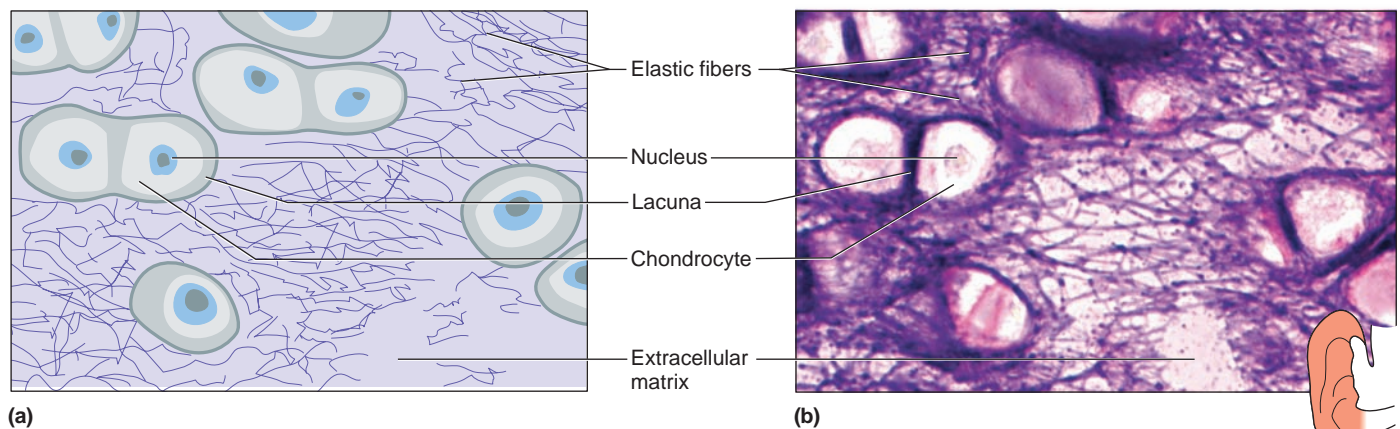 Elastic fibers
Nucleus
Lacuna
Chondrocyte
Extracellular
matrix
(a)
(b)